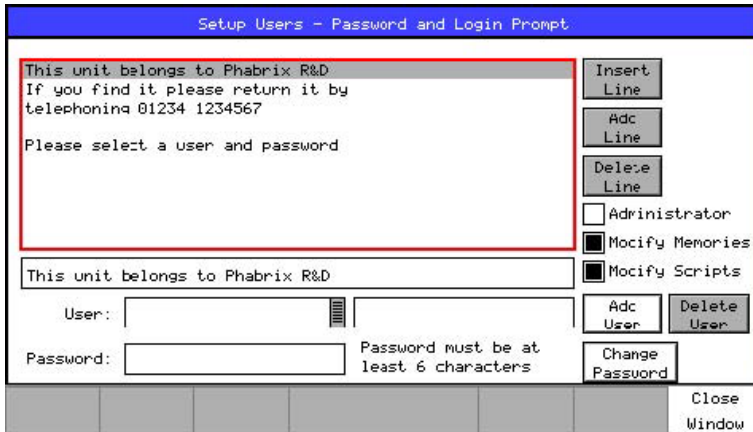 Setup Users - Password and Login Prompt
This unit belongs to Phabrix R&D
If you find it please return it by
telephoning 01234 1234567
Please select a user and password
Insert
Line
Add
Line
Delete
Line
Administrator
Modify Memories
Modify Scripts
This unit belongs to Phabrix R&D
User:
Add
User
Delete
User
Password:
Password must be at
least 6 characters
Change
Password
Close
Window